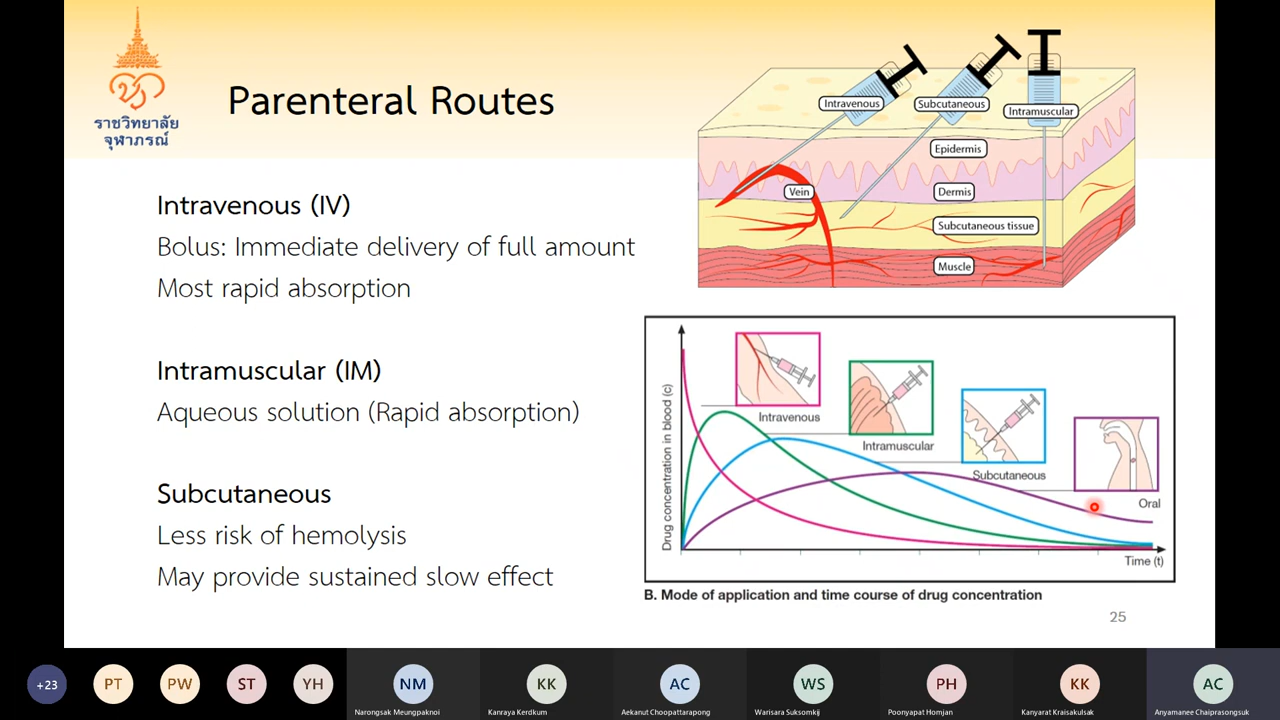 ราชวิทยาลัย
จุฬาภรณ์
Parenteral Routes
Intravenous (IV)
Bolus: Immediate delivery of full amount
Most rapid absorption
Intramuscular (IM)
Aqueous solution (Rapid absorption)
Subcutaneous
Less risk of hemolysis
May provide sustained slow effect
Intravenous
Subcutaneous
Intramuscular
Epidermis
Vein
Dermis
Subcutaneous tissue
Muscle
Drug concentration in blood (c)
Intravenous
Intramuscular
Subcutaneous
Oral
Time (t)
B. Mode of application and time course of drug concentration
25
+23
PT
PW
ST
YH
NM
KK
AC
WS
PH
KK
AC
Narongsak Meungpaknoi
Kanraya Kerdkum
Aekanut Choopattarapong
Warisara Suksomkij
Poonyapat Homjan
Kanyarat Kraisakulsak
Anyamanee Chaiprasongsuk